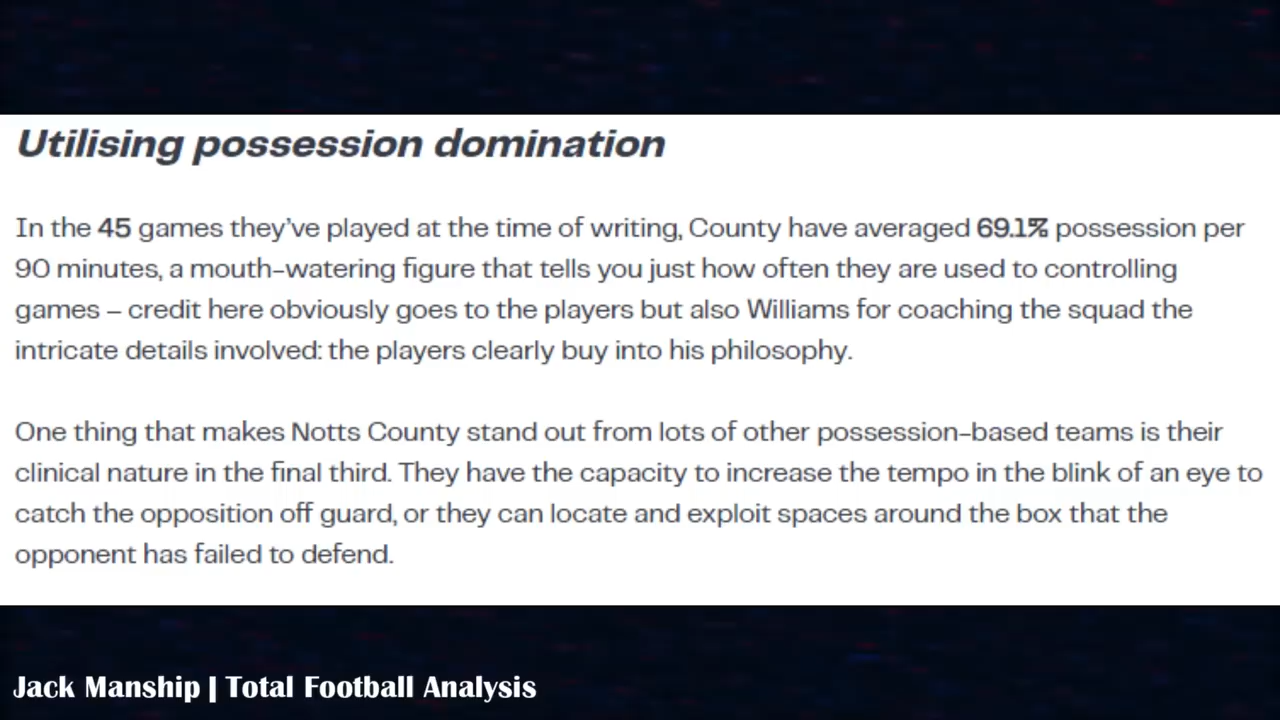 Utilising possession domination
In the 45 games they’ve played at the time of writing, County have averaged 69.1% possession per
90 minutes, a mouth-watering figure that tells you just how often they are used to controlling
games – credit here obviously goes to the players but also Williams for coaching the squad the
intricate details involved: the players clearly buy into his philosophy.
One thing that makes Notts County stand out from lots of other possession-based teams is their
clinical nature in the final third. They have the capacity to increase the tempo in the blink of an eye to
catch the opposition off guard, or they can locate and exploit spaces around the box that the
opponent has failed to defend.
Jack Manship | Total Football Analysis